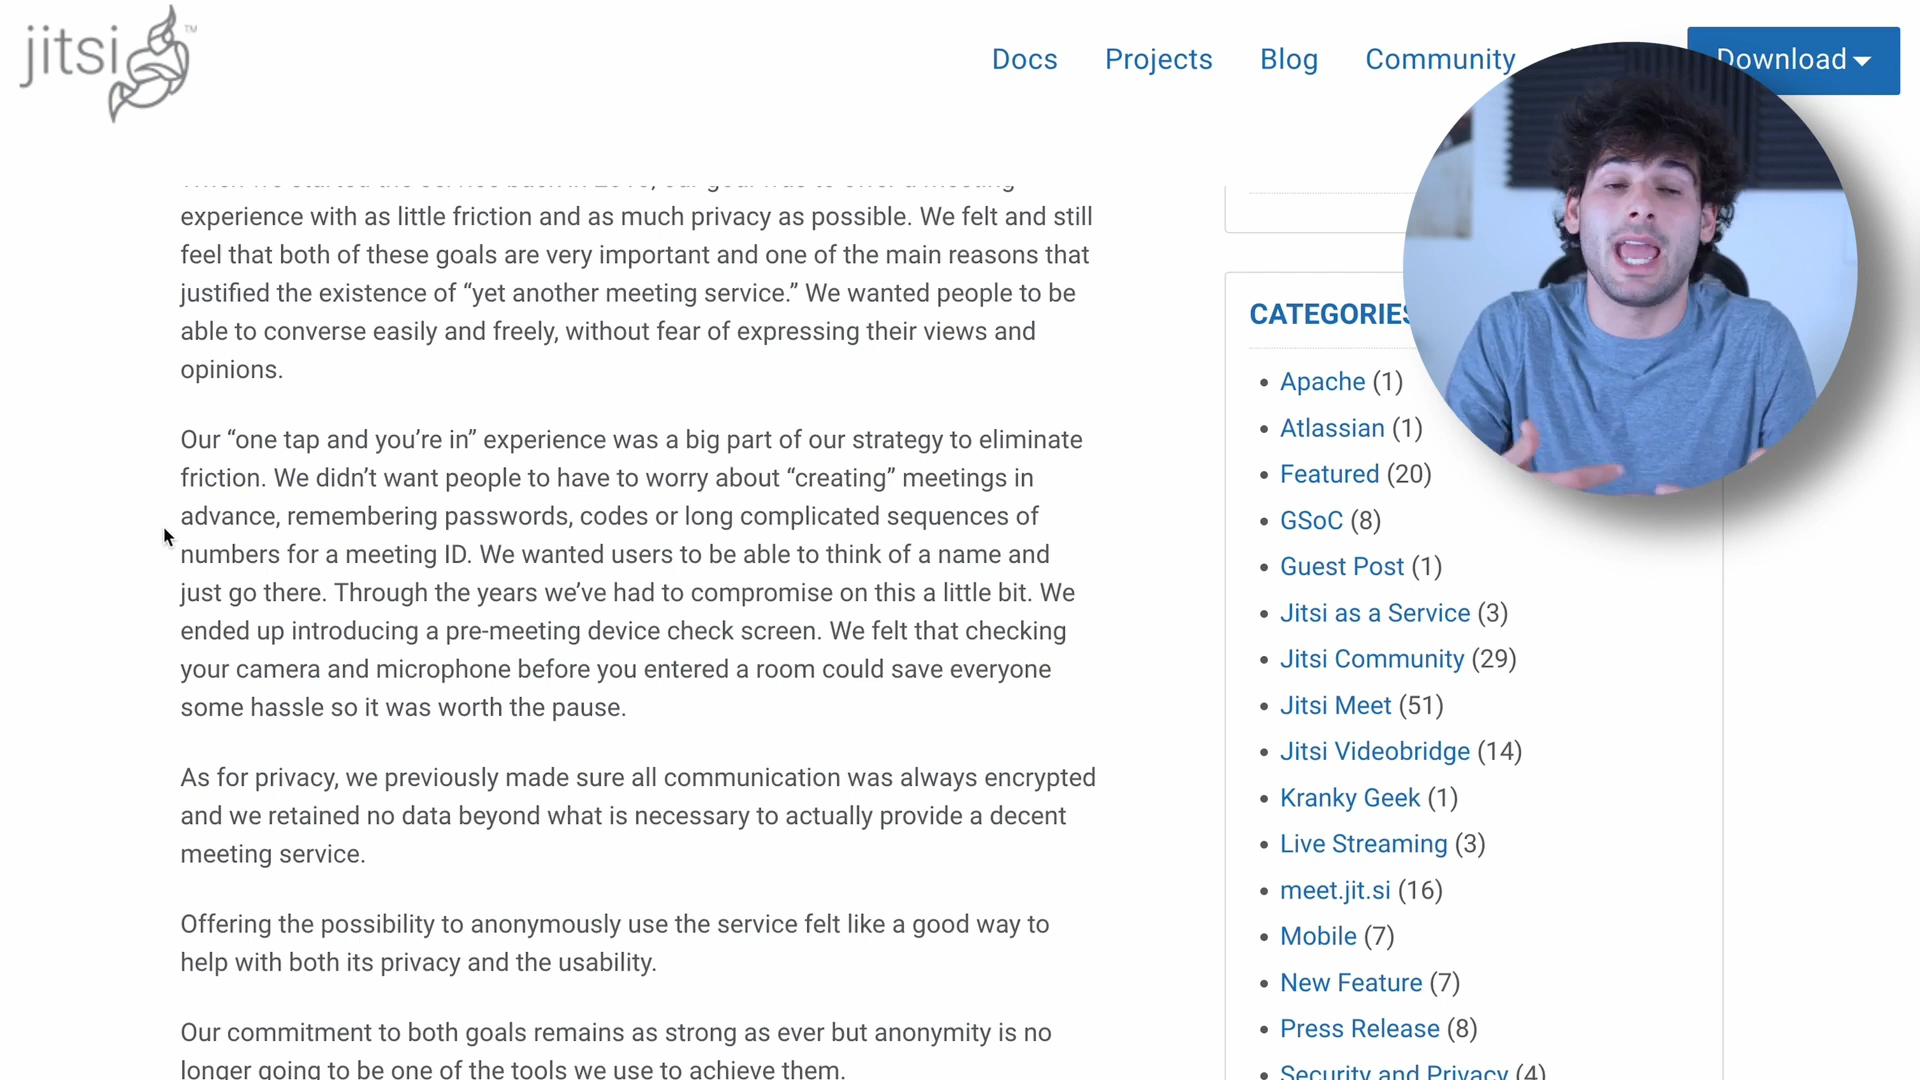 jitsi
TM
Docs
Projects
Blog
Community
Download
experience with as little friction and as much privacy as possible. We felt and still
feel that both of these goals are very important and one of the main reasons that
justified the existence of “yet another meeting service.” We wanted people to be
able to converse easily and freely, without fear of expressing their views and
opinions.
Our “one tap and you’re in” experience was a big part of our strategy to eliminate
friction. We didn’t want people to have to worry about “creating” meetings in
advance, remembering passwords, codes or long complicated sequences of
numbers for a meeting ID. We wanted users to be able to think of a name and
just go there. Through the years we’ve had to compromise on this a little bit. We
ended up introducing a pre-meeting device check screen. We felt that checking
your camera and microphone before you entered a room could save everyone
some hassle so it was worth the pause.
As for privacy, we previously made sure all communication was always encrypted
and we retained no data beyond what is necessary to actually provide a decent
meeting service.
Offering the possibility to anonymously use the service felt like a good way to
help with both its privacy and the usability.
Our commitment to both goals remains as strong as ever but anonymity is no
longer going to be one of the tools we use to achieve them.
CATEGORIES
Apache (1)
Atlassian (1)
Featured (20)
GSoC (8)
Guest Post (1)
Jitsi as a Service (3)
Jitsi Community (29)
Jitsi Meet (51)
Jitsi Videobridge (14)
Kranky Geek (1)
Live Streaming (3)
meet.jit.si (16)
Mobile (7)
New Feature (7)
Press Release (8)
Security and Privacy (4)